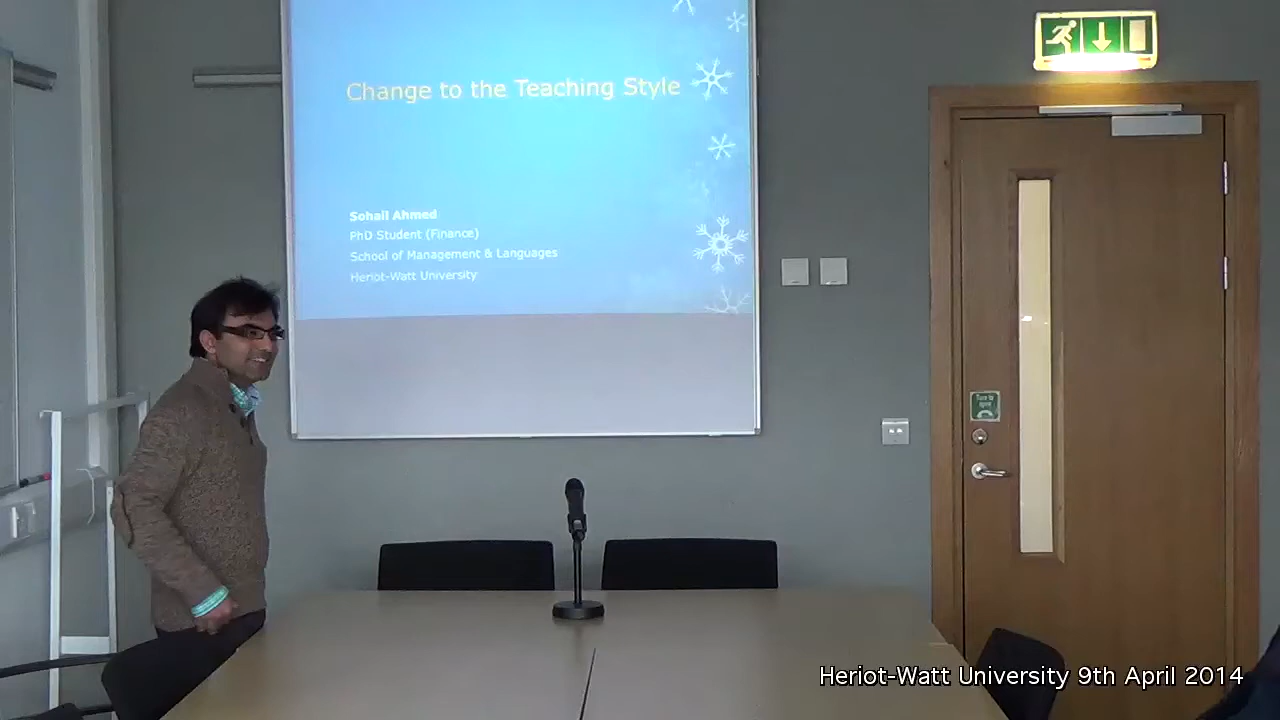 Change to the Teaching Style
Sohail Ahmed
PhD Student (Finance)
School of Management & Languages
Heriot-Watt University
Heriot-Watt University 9th April 2014